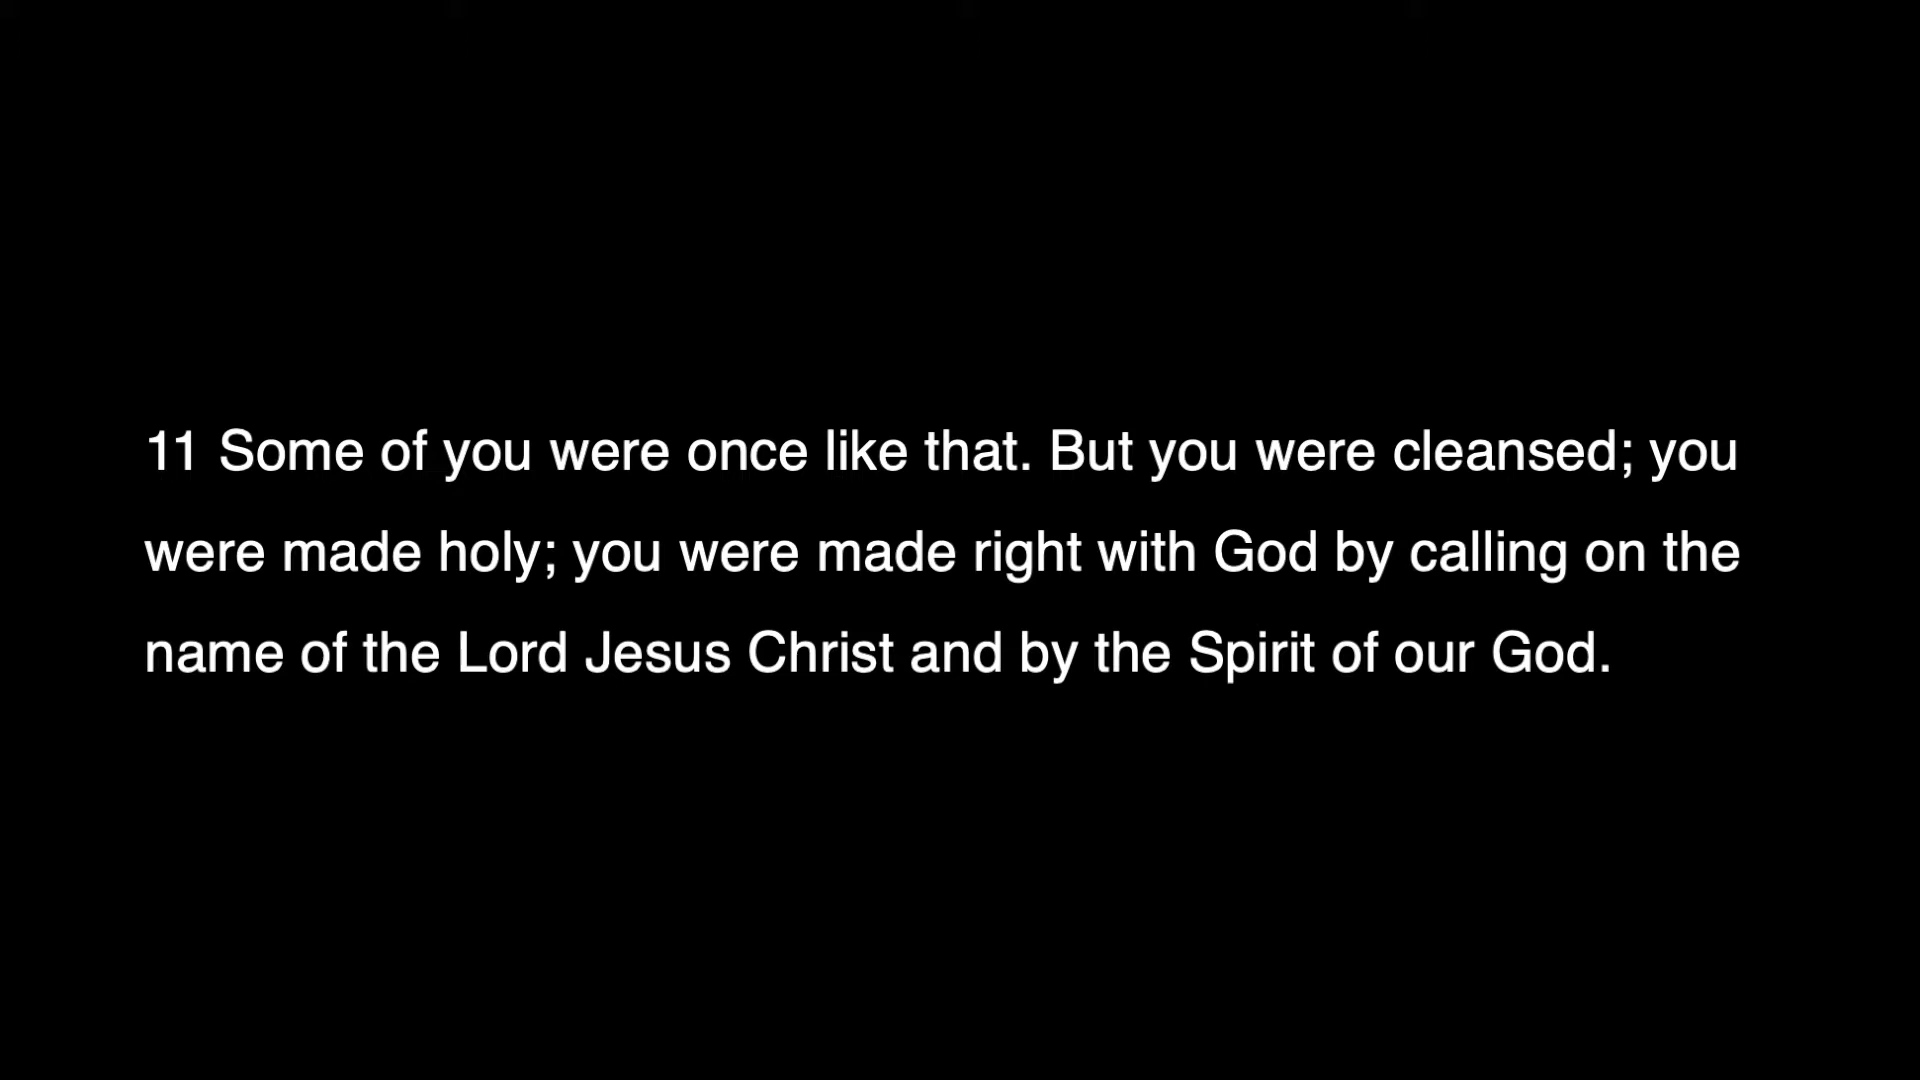 11 Some of you were once like that. But you were cleansed; you
were made holy; you were made right with God by calling on the
name of the Lord Jesus Christ and by the Spirit of our God.